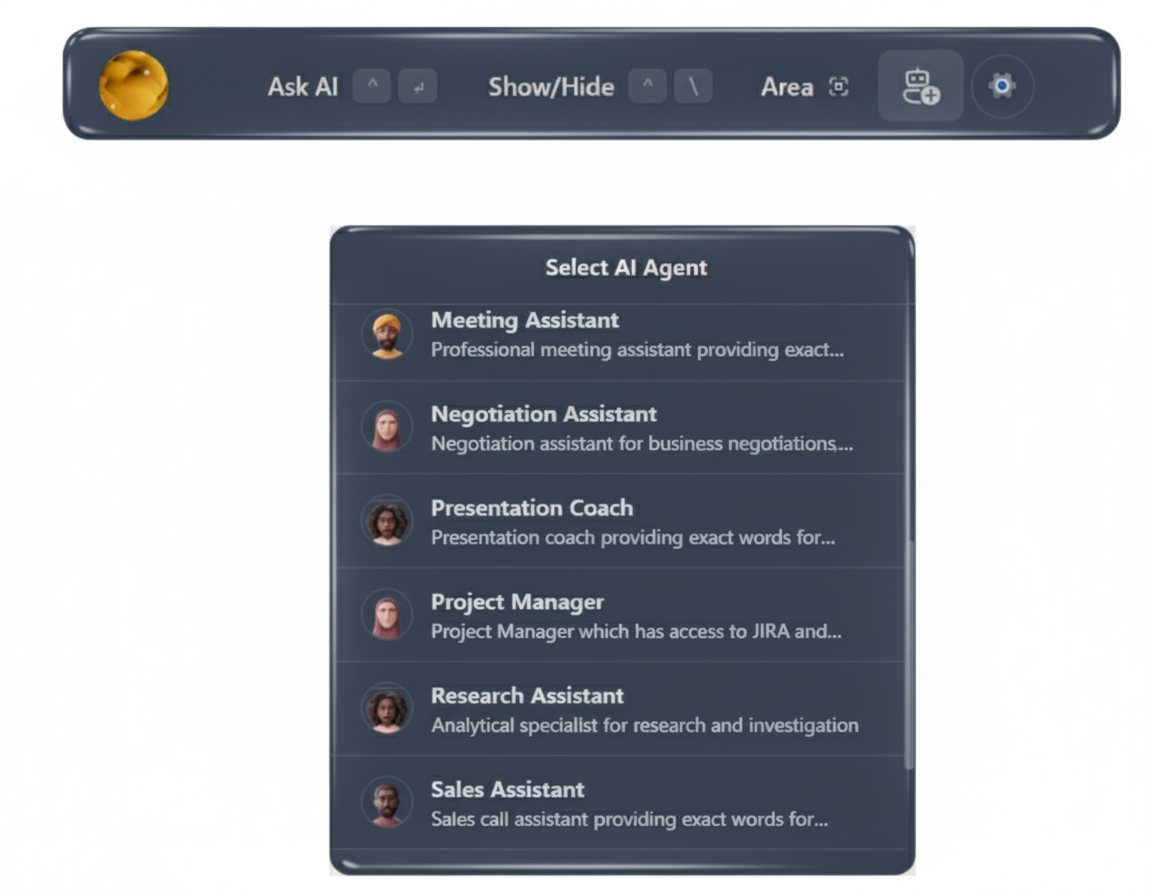 Ask AI ^ ↵ Show/Hide ^ \ Area
Select AI Agent
Meeting Assistant
Professional meeting assistant providing exact...
Negotiation Assistant
Negotiation assistant for business negotiations,...
Presentation Coach
Presentation coach providing exact words for...
Project Manager
Project Manager which has access to JIRA and...
Research Assistant
Analytical specialist for research and investigation
Sales Assistant
Sales call assistant providing exact words for...